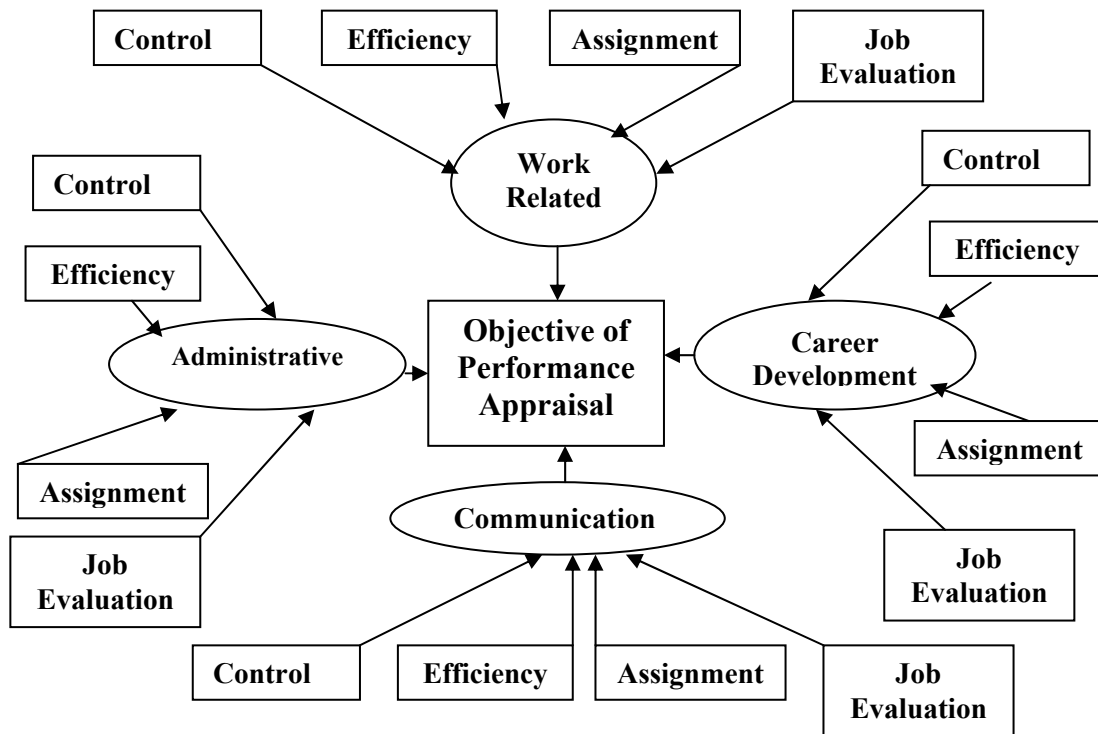 Control
Efficiency
Assignment
Job
Evaluation
Work
Related
Control
Efficiency
Administrative
Assignment
Job
Evaluation
Objective of
Performance
Appraisal
Control
Efficiency
Career
Development
Assignment
Job
Evaluation
Communication
Control
Efficiency
Assignment
Job
Evaluation